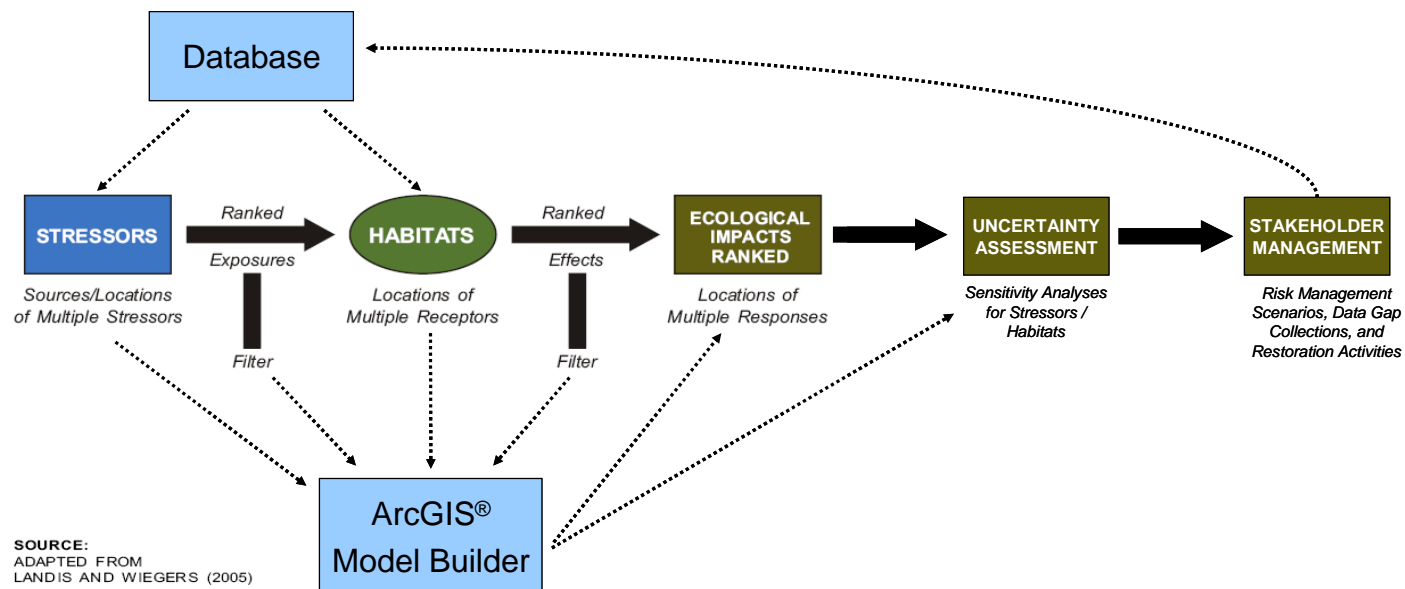 Database
STRESSORS
Sources/Locations
of Multiple Stressors
Ranked
Exposures
Filter
HABITATS
Locations of
Multiple Receptors
Ranked
Effects
Filter
ECOLOGICAL
IMPACTS
RANKED
Locations of
Multiple Responses
UNCERTAINTY
ASSESSMENT
Sensitivity Analyses
for Stressors /
Habitats
STAKEHOLDER
MANAGEMENT
Risk Management
Scenarios, Data Gap
Collections, and
Restoration Activities
ArcGIS®
Model Builder
SOURCE:
ADAPTED FROM
LANDIS AND WIEGERS (2005)